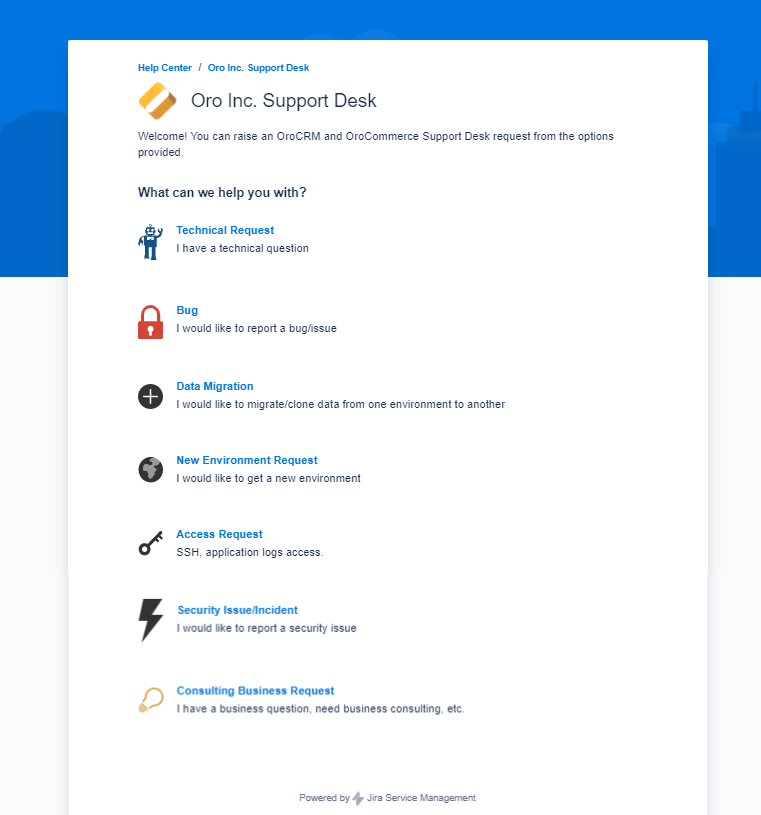 Help Center / Oro Inc. Support Desk
Oro Inc. Support Desk
Welcome! You can raise an OroCRM and OroCommerce Support Desk request from the options
provided.
What can we help you with?
Technical Request
I have a technical question
Bug
I would like to report a bug/issue
Data Migration
I would like to migrate/clone data from one environment to another
New Environment Request
I would like to get a new environment
Access Request
SSH, application logs access.
Security Issue/Incident
I would like to report a security issue
Consulting Business Request
I have a business question, need business consulting, etc.
Powered by Jira Service Management